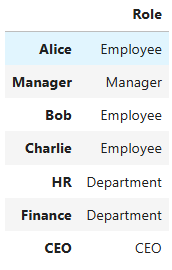 Role
Alice Employee
Manager Manager
Bob Employee
Charlie Employee
HR Department
Finance Department
CEO CEO